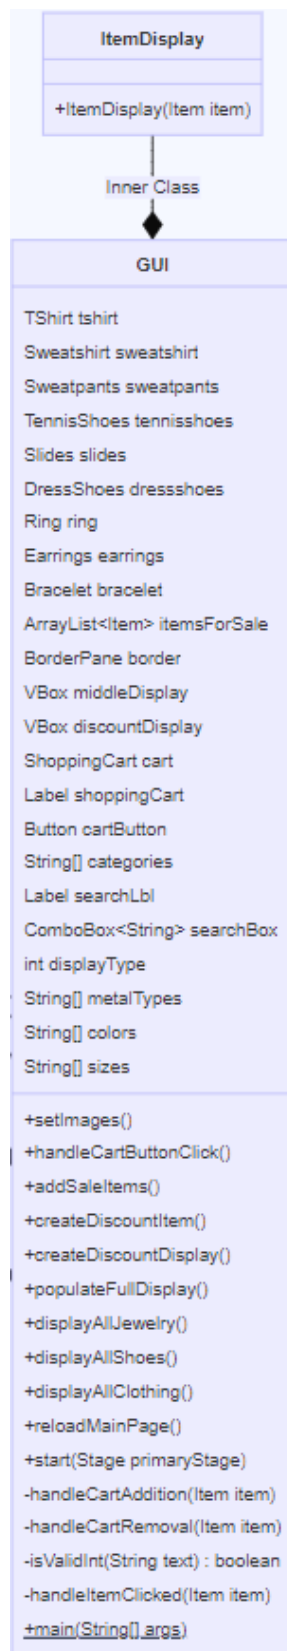 ItemDisplay
+ItemDisplay(Item item)
Inner Class
GUI
TShirt tshirt
Sweatshirt sweatshirt
Sweatpants sweatpants
TennisShoes tennisshoes
Slides slides
DressShoes dressshoes
Ring ring
Earrings earrings
Bracelet bracelet
ArrayList<Item> itemsForSale
BorderPane border
VBox middleDisplay
VBox discountDisplay
ShoppingCart cart
Label shoppingCart
Button cartButton
String[] categories
Label searchLbl
ComboBox<String> searchBox
int displayType
String[] metalTypes
String[] colors
String[] sizes
+setImages()
+handleCartButtonClick()
+addSaleItems()
+createDiscountItem()
+createDiscountDisplay()
+populateFullDisplay()
+displayAllJewelry()
+displayAllShoes()
+displayAllClothing()
+reloadMainPage()
+start(Stage primaryStage)
-handleCartAddition(Item item)
-handleCartRemoval(Item item)
-isValidInt(String text) : boolean
-handleItemClicked(Item item)
+main(String[] args)